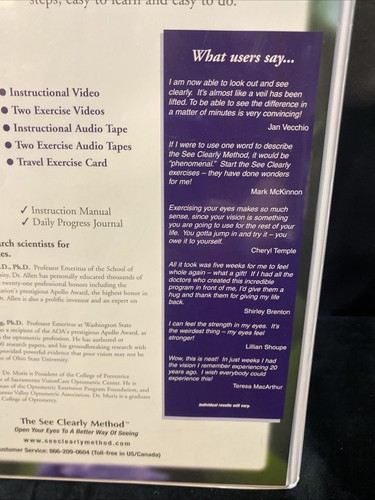 steps, easy to learn and easy to do.
• Instructional Video
• Two Exercise Videos
• Instructional Audio Tape
• Two Exercise Audio Tapes
• Travel Exercise Card
✓ Instruction Manual
✓ Daily Progress Journal
rch scientists for
es.
.D., Ph.D. Professor Emeritus of the School of
Dr. Allen has personally educated thousands of
twenty-one professional honors including the
ation's prestigious Apollo Award, the highest honor in
Dr. Allen is also a prolific inventor and an expert on
Ph.D. Professor Emeritus at Washington State
a recipient of the AOA's prestigious Apollo Award, as
the optometric profession. He has authored or
research papers, and his groundbreaking research with
provided powerful evidence that poor vision may not be
Ohio State University.
Dr. Muris is President of the College of Preventive
of Sacramento VisionCare Optometric Center. He is
man of the Optometric Extension Program Foundation, and
Valley Optometric Association. Dr. Muris is a graduate
College of Optometry.
The See Clearly Method™
Open Your Eyes To A Better Way Of Seeing
www.seeclearlymethod.com
ustomer Service: 866-209-0604 (Toll-free in US/Canada)
What users say...
I am now able to look out and see
clearly. It's almost like a veil has been
lifted. To be able to see the difference in
a matter of minutes is very convincing!
Jan Vecchio
If I were to use one word to describe
the See Clearly Method, it would be
"phenomenal." Start the See Clearly
exercises – they have done wonders
for me!
Mark McKinnon
Exercising your eyes makes so much
sense, since your vision is something
you are going to use for the rest of your
life. You gotta jump in and try it – you
owe it to yourself.
Cheryl Temple
All it took was five weeks for me to feel
whole again – what a gift! If I had all the
doctors who created this incredible
program in front of me, I'd give them a
hug and thank them for giving my life
back.
Shirley Brenton
I can feel the strength in my eyes. It's
the weirdest thing – my eyes feel
stronger!
Lillian Shoupe
Wow, this is neat! In just weeks I had
the vision I remember experiencing 20
years ago. I wish everybody could
experience this!
Teresa MacArthur
Individual results will vary.